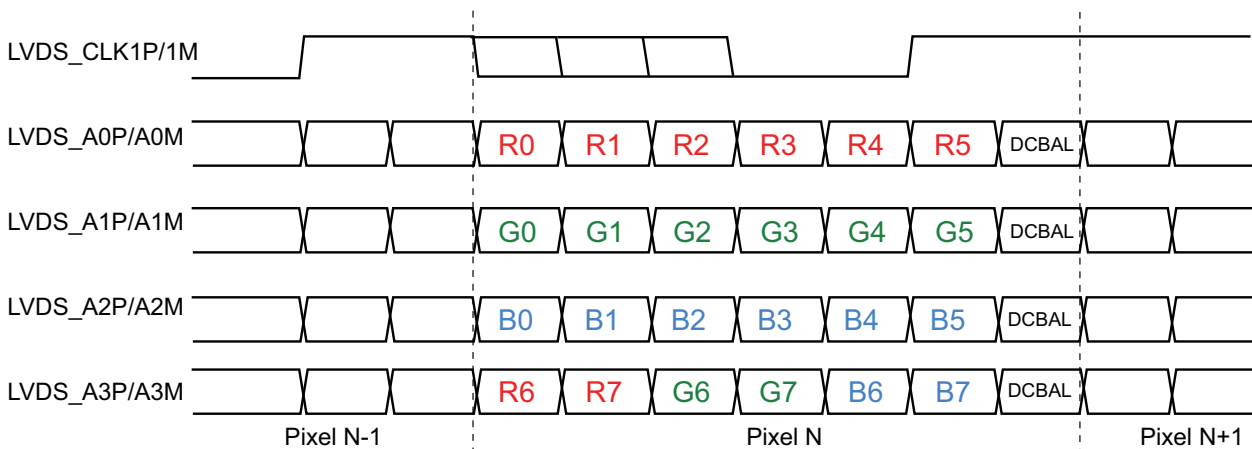 LVDS_CLK1P/1M
LVDS_A0P/A0M R0 R1 R2 R3 R4 R5 DCBAL
LVDS_A1P/A1M G0 G1 G2 G3 G4 G5 DCBAL
LVDS_A2P/A2M B0 B1 B2 B3 B4 B5 DCBAL
LVDS_A3P/A3M R6 R7 G6 G7 B6 B7 DCBAL
Pixel N-1 Pixel N Pixel N+1